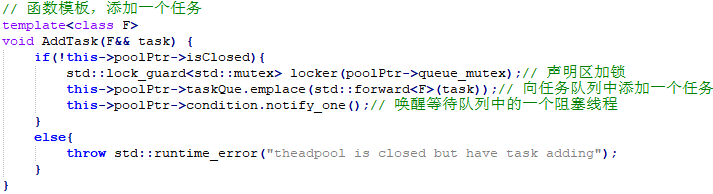 // 函数模板，添加一个任务
template<class F>
void AddTask(F&& task) {
    if(!this->poolPtr->isClosed){
        std::lock_guard<std::mutex> locker(poolPtr->queue_mutex);// 声明区加锁
        this->poolPtr->taskQue.emplace(std::forward<F>(task));// 向任务队列中添加一个任务
        this->poolPtr->condition.notify_one();// 唤醒等待队列中的一个阻塞线程
    }
    else{
        throw std::runtime_error("theadpool is closed but have task adding");
    }
}